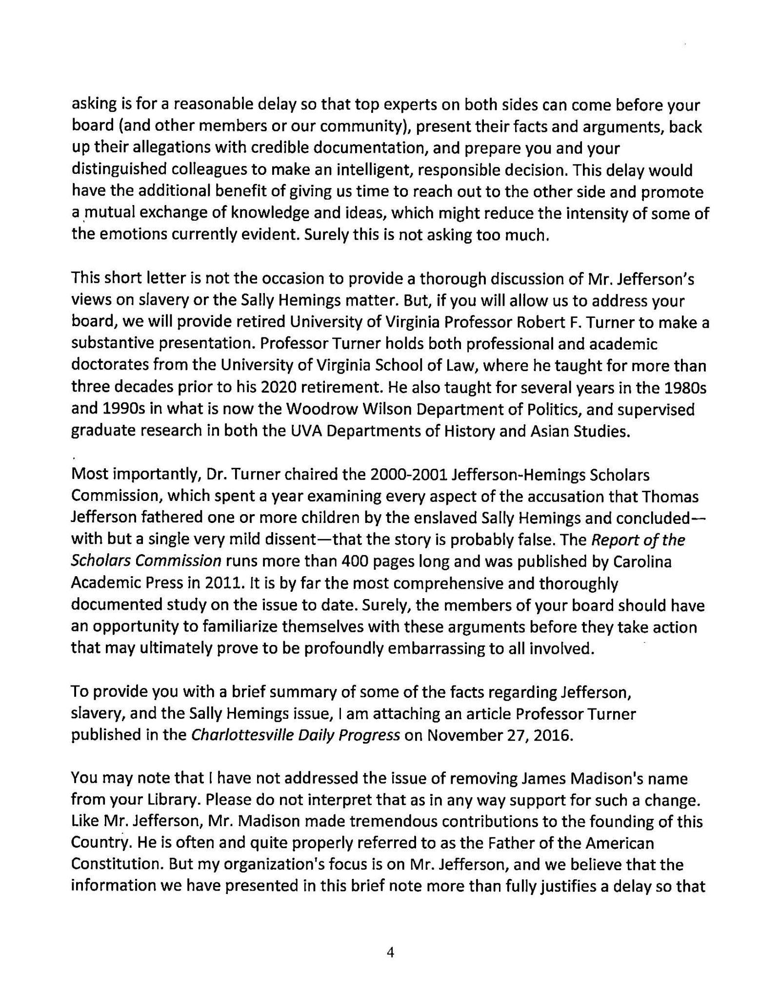 asking is for a reasonable delay so that top experts on both sides can come before your
board (and other members or our community), present their facts and arguments, back
up their allegations with credible documentation, and prepare you and your
distinguished colleagues to make an intelligent, responsible decision. This delay would
have the additional benefit of giving us time to reach out to the other side and promote
a mutual exchange of knowledge and ideas, which might reduce the intensity of some of
the emotions currently evident. Surely this is not asking too much.
This short letter is not the occasion to provide a thorough discussion of Mr. Jefferson's
views on slavery or the Sally Hemings matter. But, if you will allow us to address your
board, we will provide retired University of Virginia Professor Robert F. Turner to make a
substantive presentation. Professor Turner holds both professional and academic
doctorates from the University of Virginia School of Law, where he taught for more than
three decades prior to his 2020 retirement. He also taught for several years in the 1980s
and 1990s in what is now the Woodrow Wilson Department of Politics, and supervised
graduate research in both the UVA Departments of History and Asian Studies.
Most importantly, Dr. Turner chaired the 2000-2001 Jefferson-Hemings Scholars
Commission, which spent a year examining every aspect of the accusation that Thomas
Jefferson fathered one or more children by the enslaved Sally Hemings and concluded—
with but a single very mild dissent—that the story is probably false. The Report of the
Scholars Commission runs more than 400 pages long and was published by Carolina
Academic Press in 2011. It is by far the most comprehensive and thoroughly
documented study on the issue to date. Surely, the members of your board should have
an opportunity to familiarize themselves with these arguments before they take action
that may ultimately prove to be profoundly embarrassing to all involved.
To provide you with a brief summary of some of the facts regarding Jefferson,
slavery, and the Sally Hemings issue, I am attaching an article Professor Turner
published in the Charlottesville Daily Progress on November 27, 2016.
You may note that I have not addressed the issue of removing James Madison's name
from your Library. Please do not interpret that as in any way support for such a change.
Like Mr. Jefferson, Mr. Madison made tremendous contributions to the founding of this
Country. He is often and quite properly referred to as the Father of the American
Constitution. But my organization's focus is on Mr. Jefferson, and we believe that the
information we have presented in this brief note more than fully justifies a delay so that
4